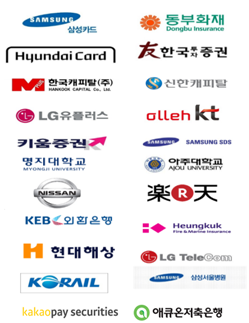 SAMSUNG
삼성카드
동부화재
Dongbu Insurance
Hyundai Card
友 한국투자증권
M 한국캐피탈(주)
HANKOOK CAPITAL Co., Ltd.
신한캐피탈
LG유플러스
olleh kt
키움증권
SAMSUNG SAMSUNG SDS
명지대학교
MYONGJI UNIVERSITY
아주대학교
AJOU UNIVERSITY
NISSAN
楽R天
KEB 외환은행
Heungkuk
Fire & Marine Insurance
H 현대해상
LG TeleCom
KORAIL
SAMSUNG 삼성서울병원
kakaopay securities
애큐온저축은행